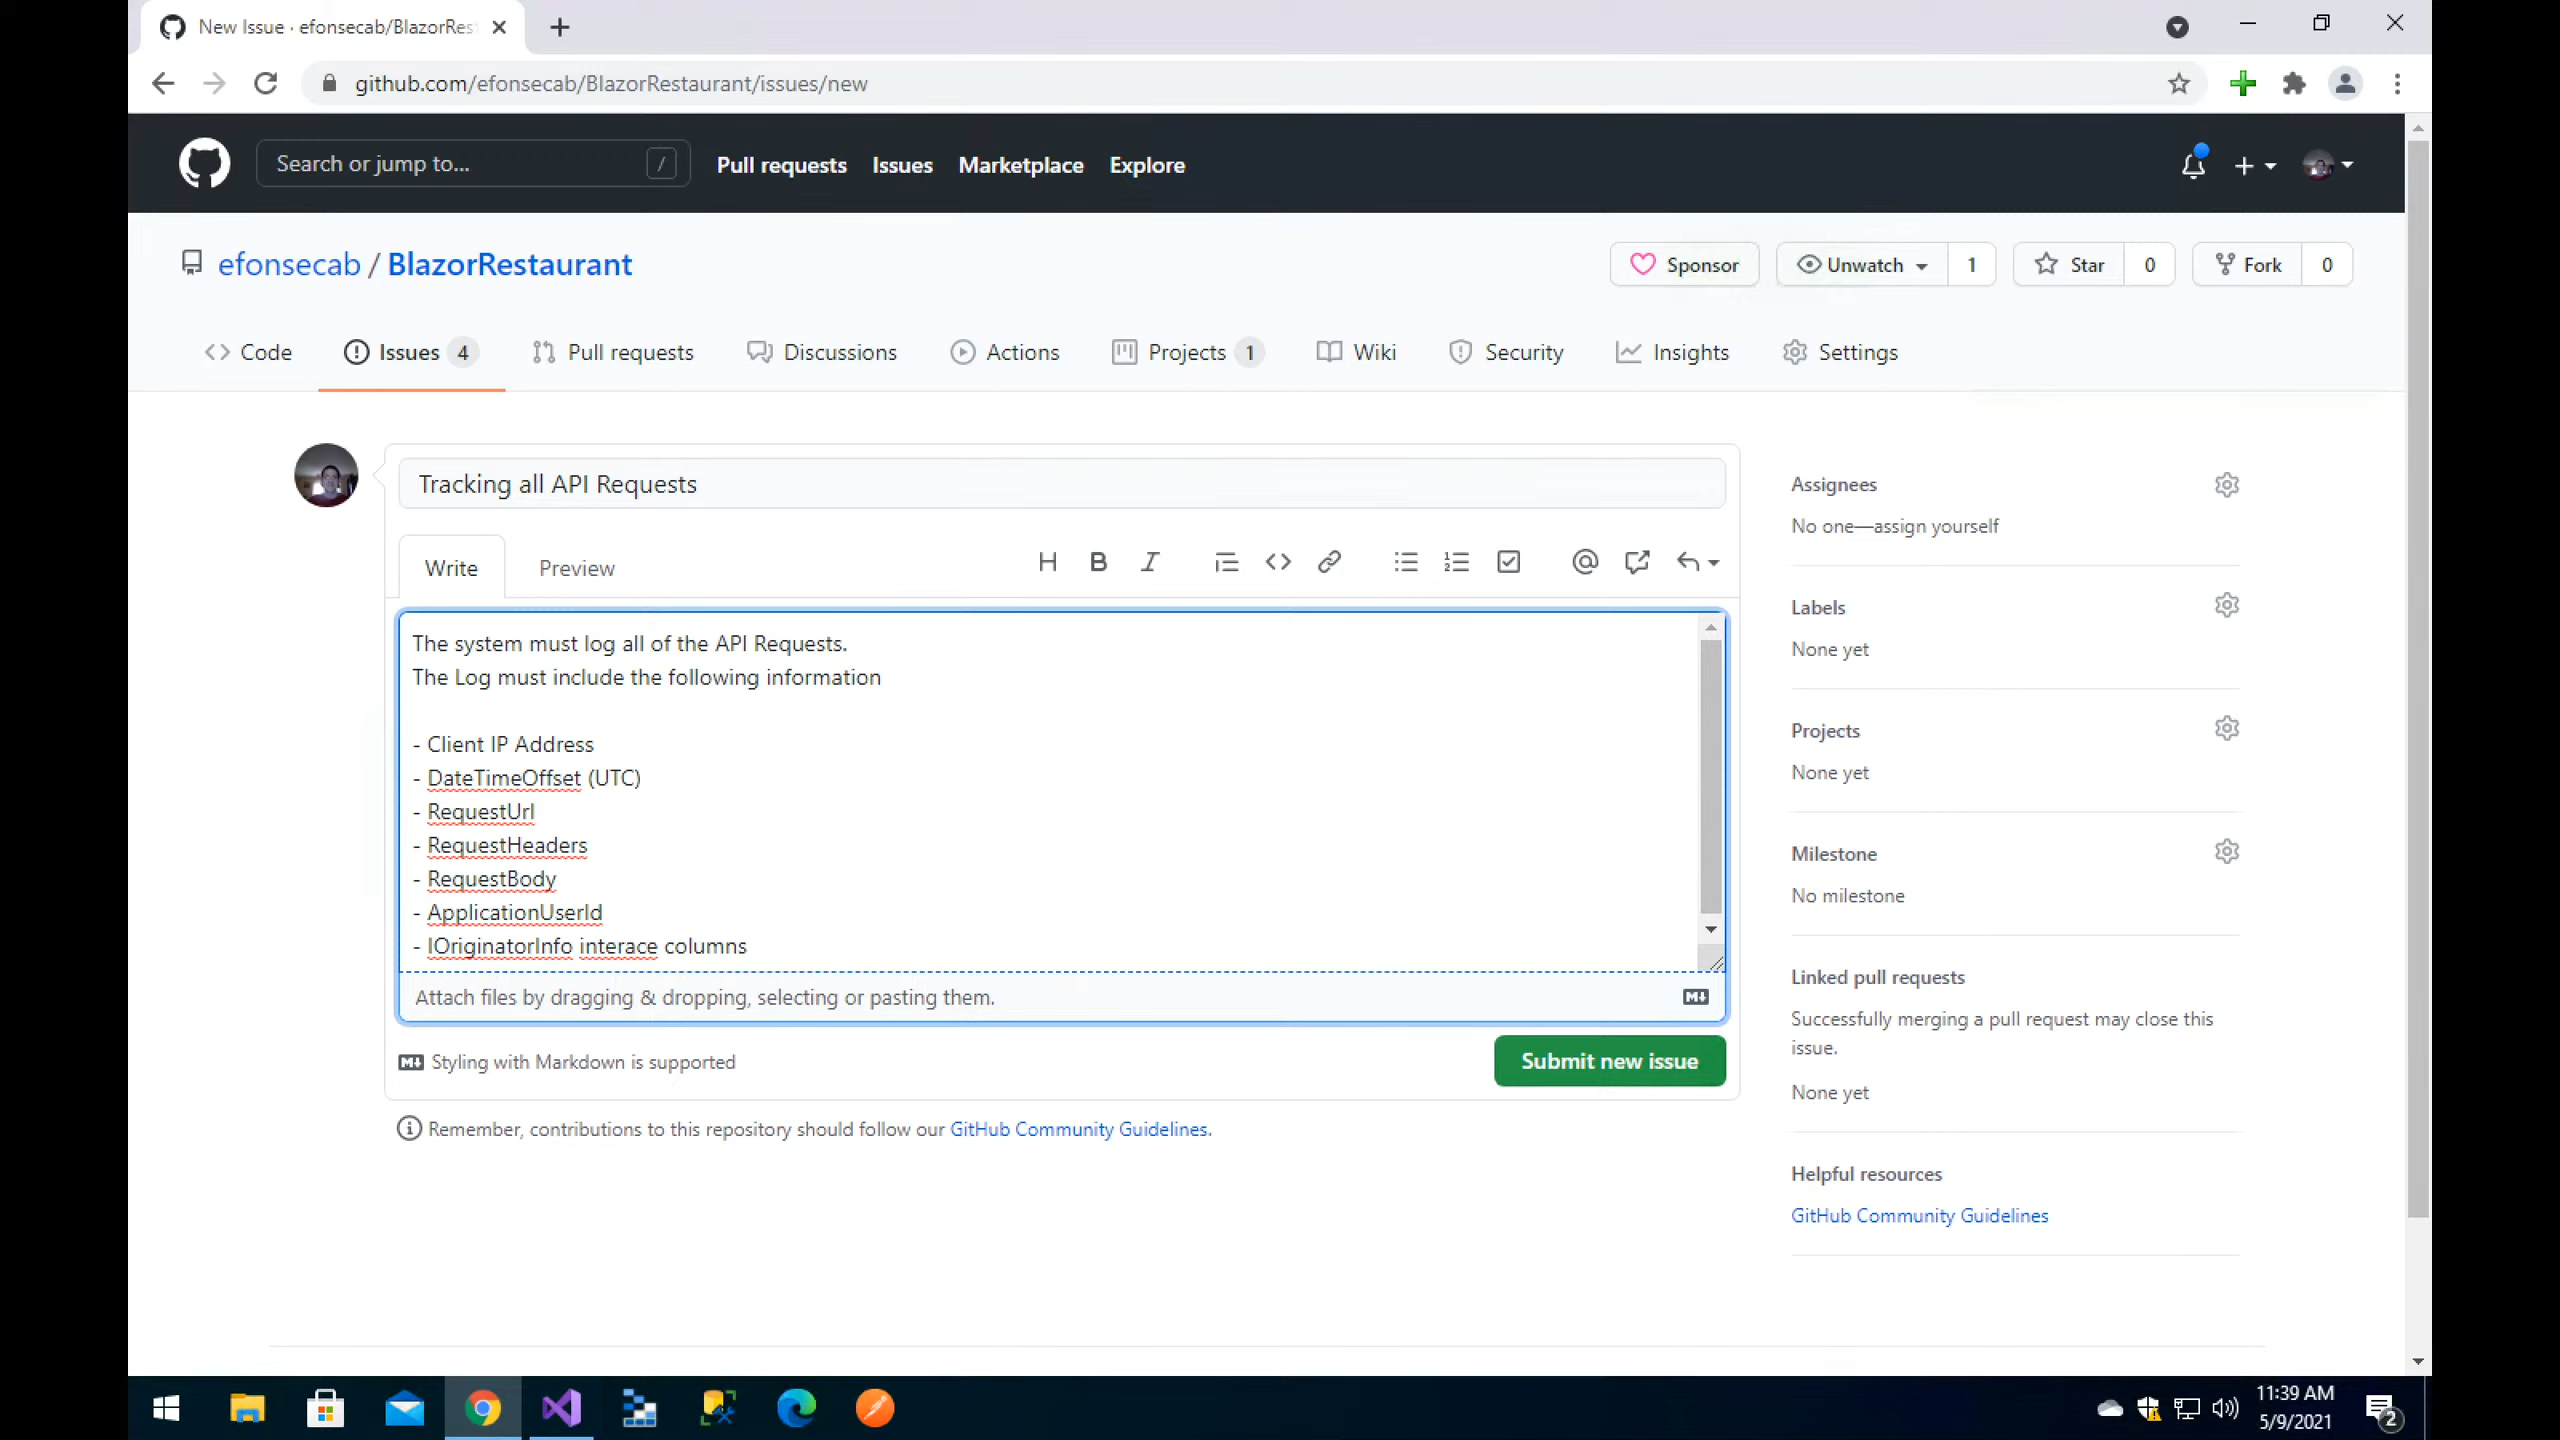 New Issue · efonsecab/BlazorRes
github.com/efonsecab/BlazorRestaurant/issues/new
Search or jump to...
/
Pull requests
Issues
Marketplace
Explore
efonsecab / BlazorRestaurant
Sponsor
Unwatch
1
Star
0
Fork
0
Code
Issues 4
Pull requests
Discussions
Actions
Projects 1
Wiki
Security
Insights
Settings
Tracking all API Requests
Write
Preview
The system must log all of the API Requests.
The Log must include the following information
- Client IP Address
- DateTimeOffset (UTC)
- RequestUrl
- RequestHeaders
- RequestBody
- ApplicationUserId
- IOriginatorInfo interace columns
Attach files by dragging & dropping, selecting or pasting them.
Styling with Markdown is supported
Submit new issue
Remember, contributions to this repository should follow our GitHub Community Guidelines.
Assignees
No one—assign yourself
Labels
None yet
Projects
None yet
Milestone
No milestone
Linked pull requests
Successfully merging a pull request may close this
issue.
None yet
Helpful resources
GitHub Community Guidelines
11:39 AM
5/9/2021
2